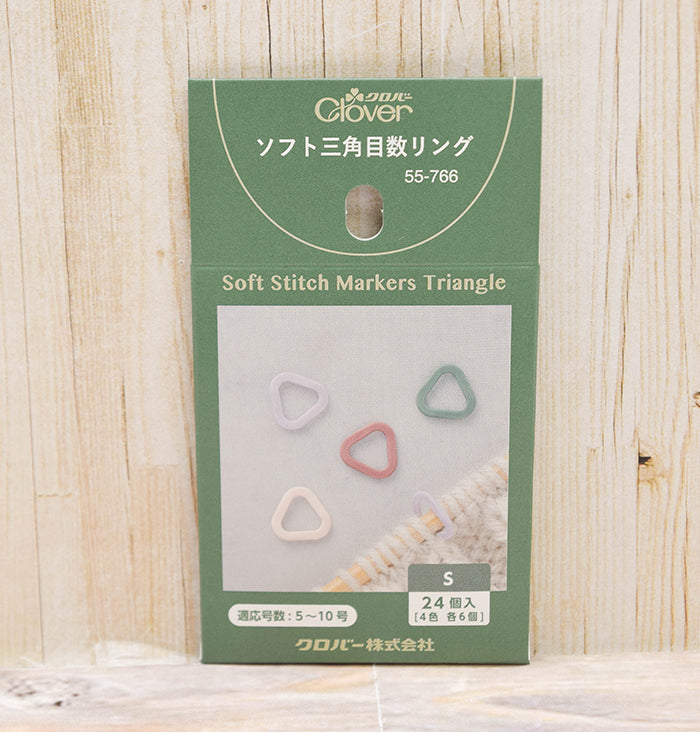 クロバー
Clover
ソフト三角目数リング
55-766
Soft Stitch Markers Triangle
S
24個入
[4色 各6個]
適応号数:5〜10号
クロバー株式会社